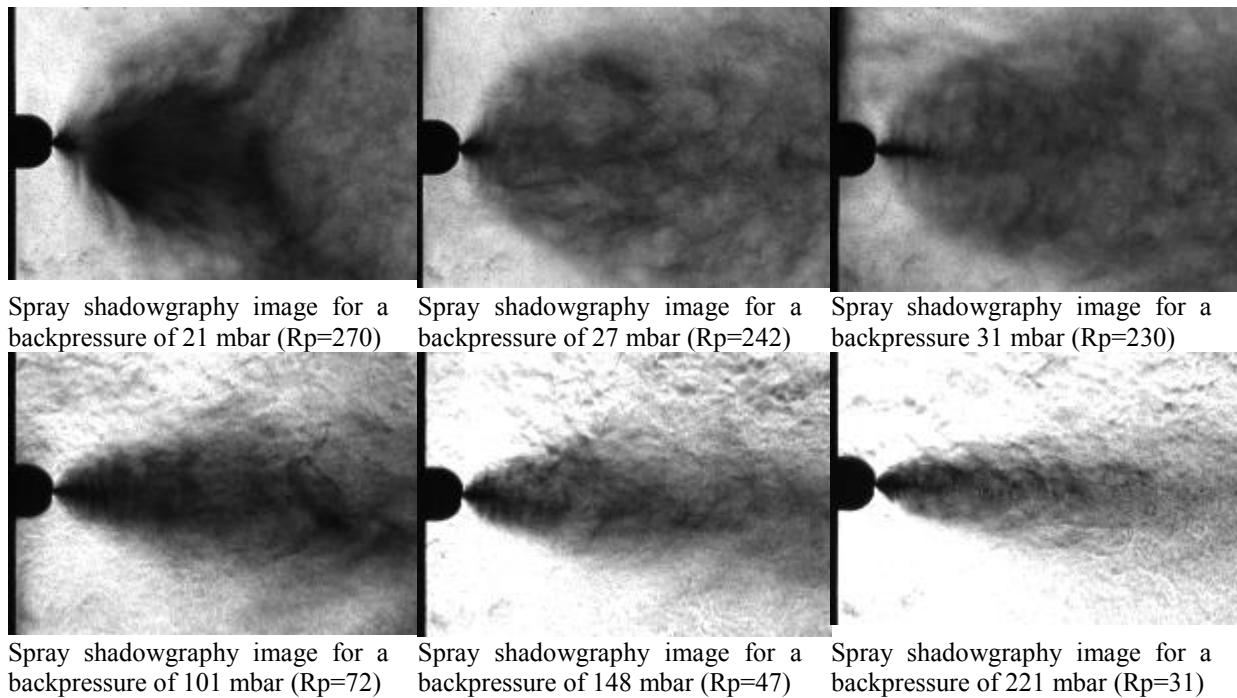 Spray shadowgraphy image for a
backpressure of 21 mbar (Rp=270)
Spray shadowgraphy image for a
backpressure of 27 mbar (Rp=242)
Spray shadowgraphy image for a
backpressure 31 mbar (Rp=230)
Spray shadowgraphy image for a
backpressure of 101 mbar (Rp=72)
Spray shadowgraphy image for a
backpressure of 148 mbar (Rp=47)
Spray shadowgraphy image for a
backpressure of 221 mbar (Rp=31)